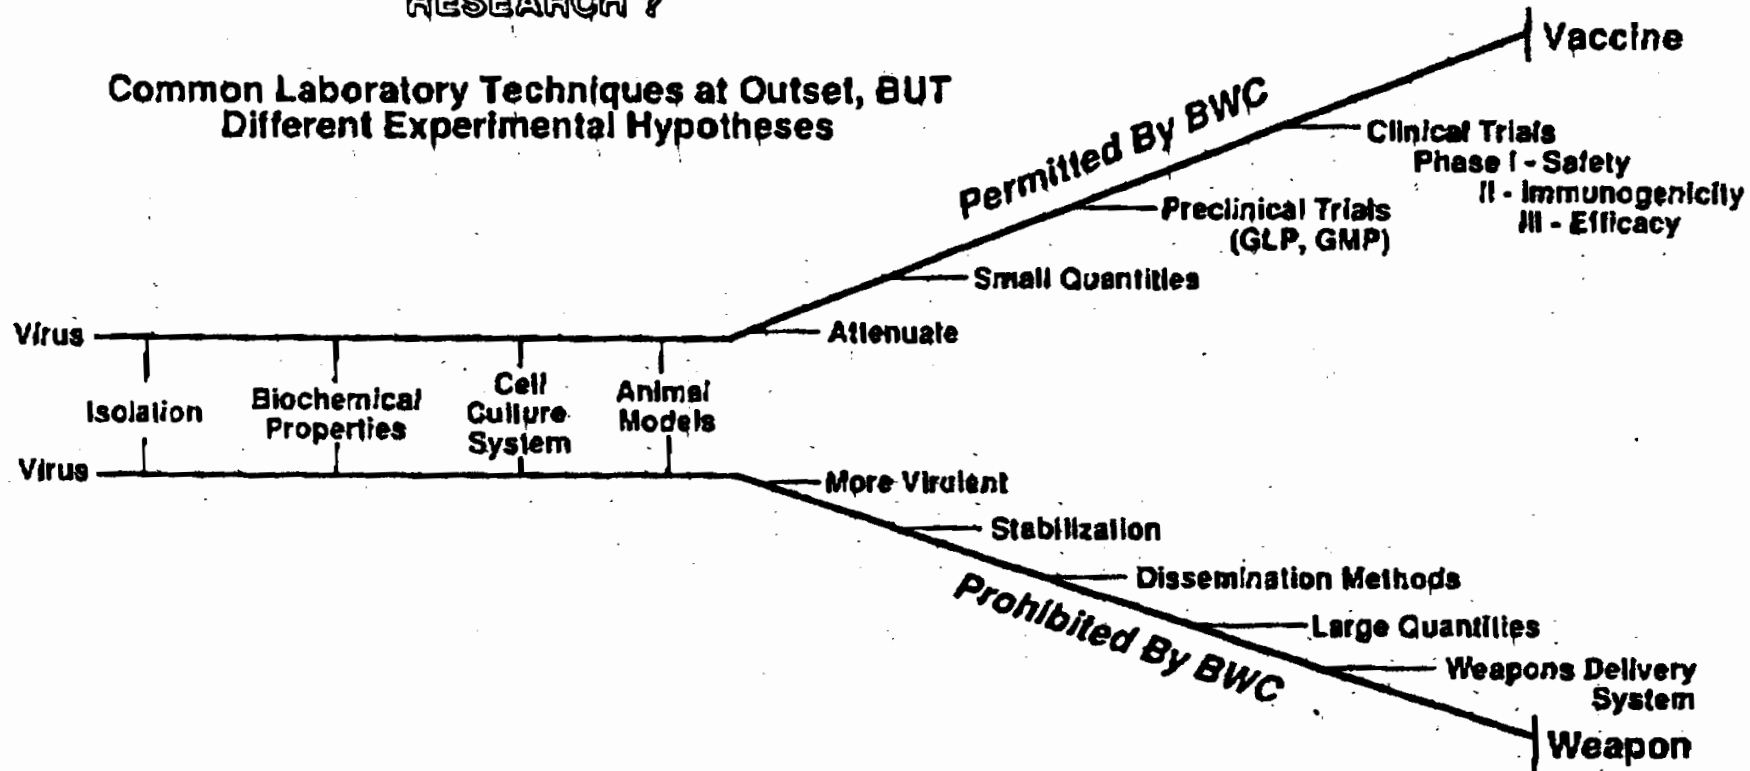 RESEARCH ?
Common Laboratory Techniques at Outset, BUT
Different Experimental Hypotheses
Vaccine
Permitted By BWC
Clinical Trials
Phase I - Safety
II - Immunogenicity
III - Efficacy
Preclinical Trials
(GLP, GMP)
Small Quantities
Attenuate
Virus
Isolation
Biochemical
Properties
Cell
Culture
System
Animal
Models
Virus
More Virulent
Stabilization
Dissemination Methods
Prohibited By BWC
Large Quantities
Weapons Delivery
System
Weapon